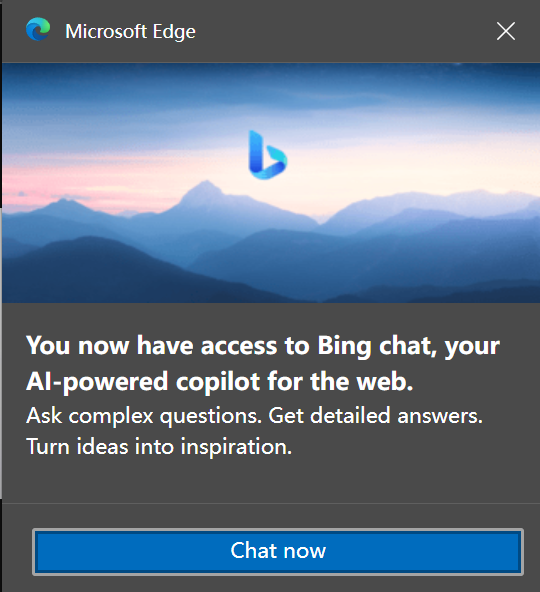 Microsoft Edge
You now have access to Bing chat, your
AI-powered copilot for the web.
Ask complex questions. Get detailed answers.
Turn ideas into inspiration.
Chat now